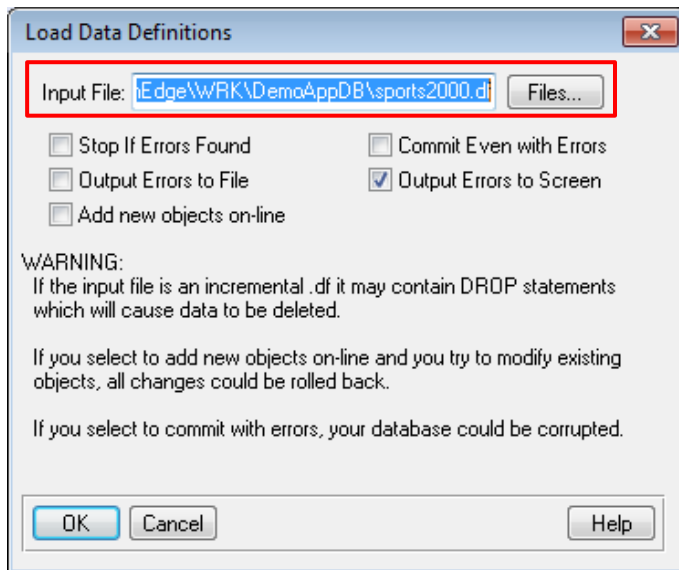 Load Data Definitions
Input File: nEdge\WRK\DemoAppDB\sports2000.df Files...
Stop If Errors Found Commit Even with Errors
Output Errors to File Output Errors to Screen
Add new objects on-line
WARNING:
If the input file is an incremental .df it may contain DROP statements
which will cause data to be deleted.
If you select to add new objects on-line and you try to modify existing
objects, all changes could be rolled back.
If you select to commit with errors, your database could be corrupted.
OK Cancel Help